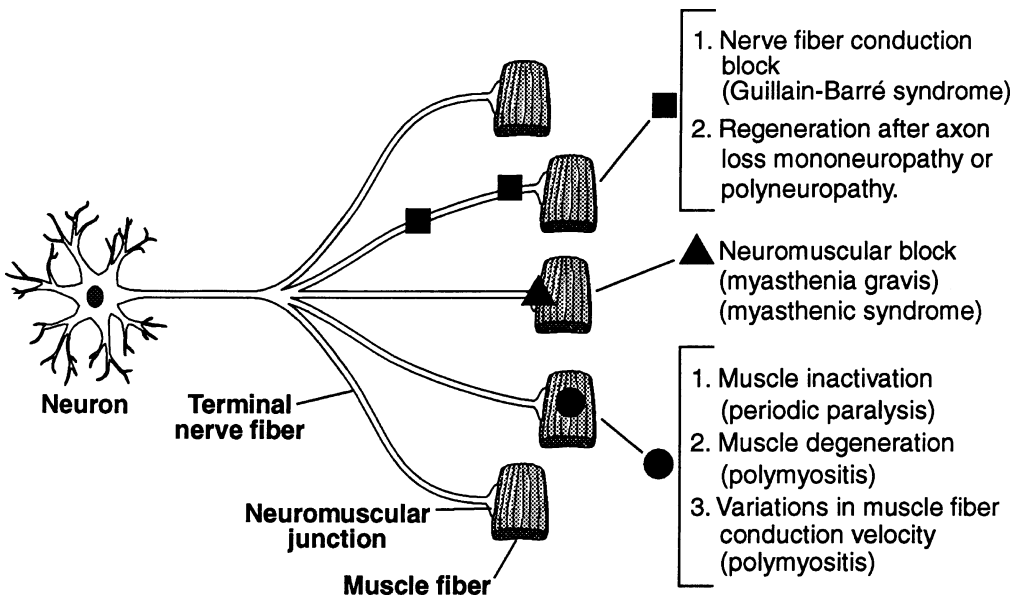 1. Nerve fiber conduction
block
(Guillain-Barré syndrome)
2. Regeneration after axon
loss mononeuropathy or
polyneuropathy.
Neuromuscular block
(myasthenia gravis)
(myasthenic syndrome)
1. Muscle inactivation
(periodic paralysis)
2. Muscle degeneration
(polymyositis)
3. Variations in muscle fiber
conduction velocity
(polymyositis)
Neuron
Terminal
nerve fiber
Neuromuscular
junction
Muscle fiber